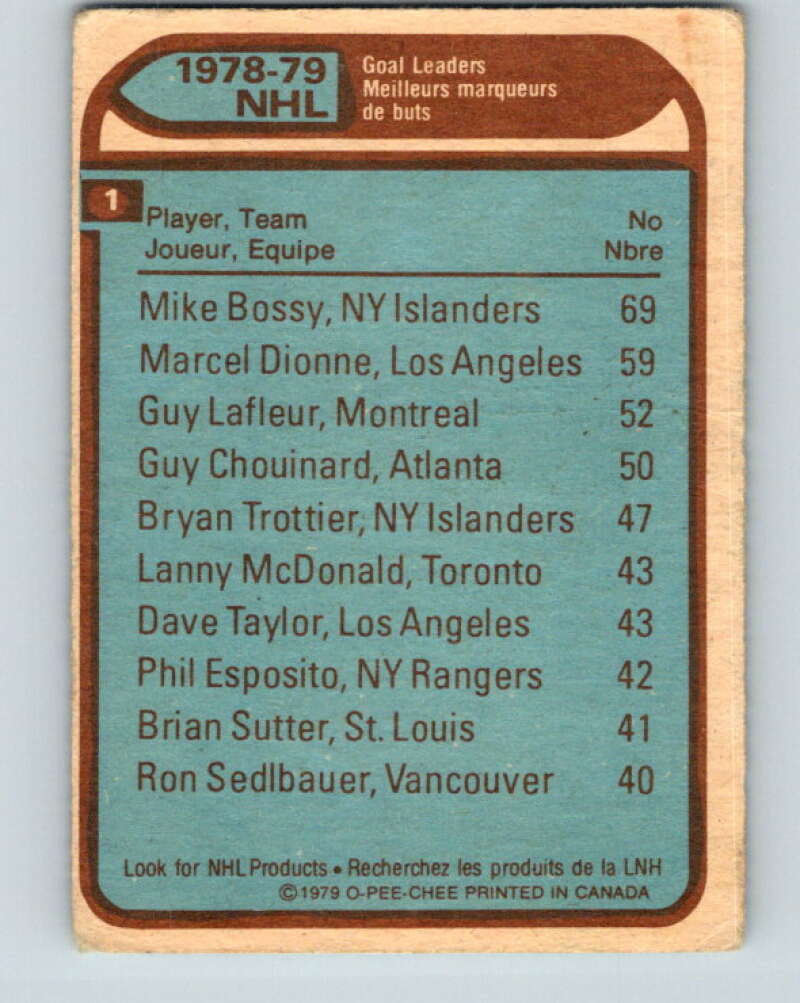 1978-79 NHL
Goal Leaders
Meilleurs marqueurs
de buts
1
Player, Team No
Joueur, Equipe Nbre
Mike Bossy, NY Islanders 69
Marcel Dionne, Los Angeles 59
Guy Lafleur, Montreal 52
Guy Chouinard, Atlanta 50
Bryan Trottier, NY Islanders 47
Lanny McDonald, Toronto 43
Dave Taylor, Los Angeles 43
Phil Esposito, NY Rangers 42
Brian Sutter, St. Louis 41
Ron Sedlbauer, Vancouver 40
Look for NHL Products • Recherchez les produits de la LNH
©1979 O-PEE-CHEE PRINTED IN CANADA